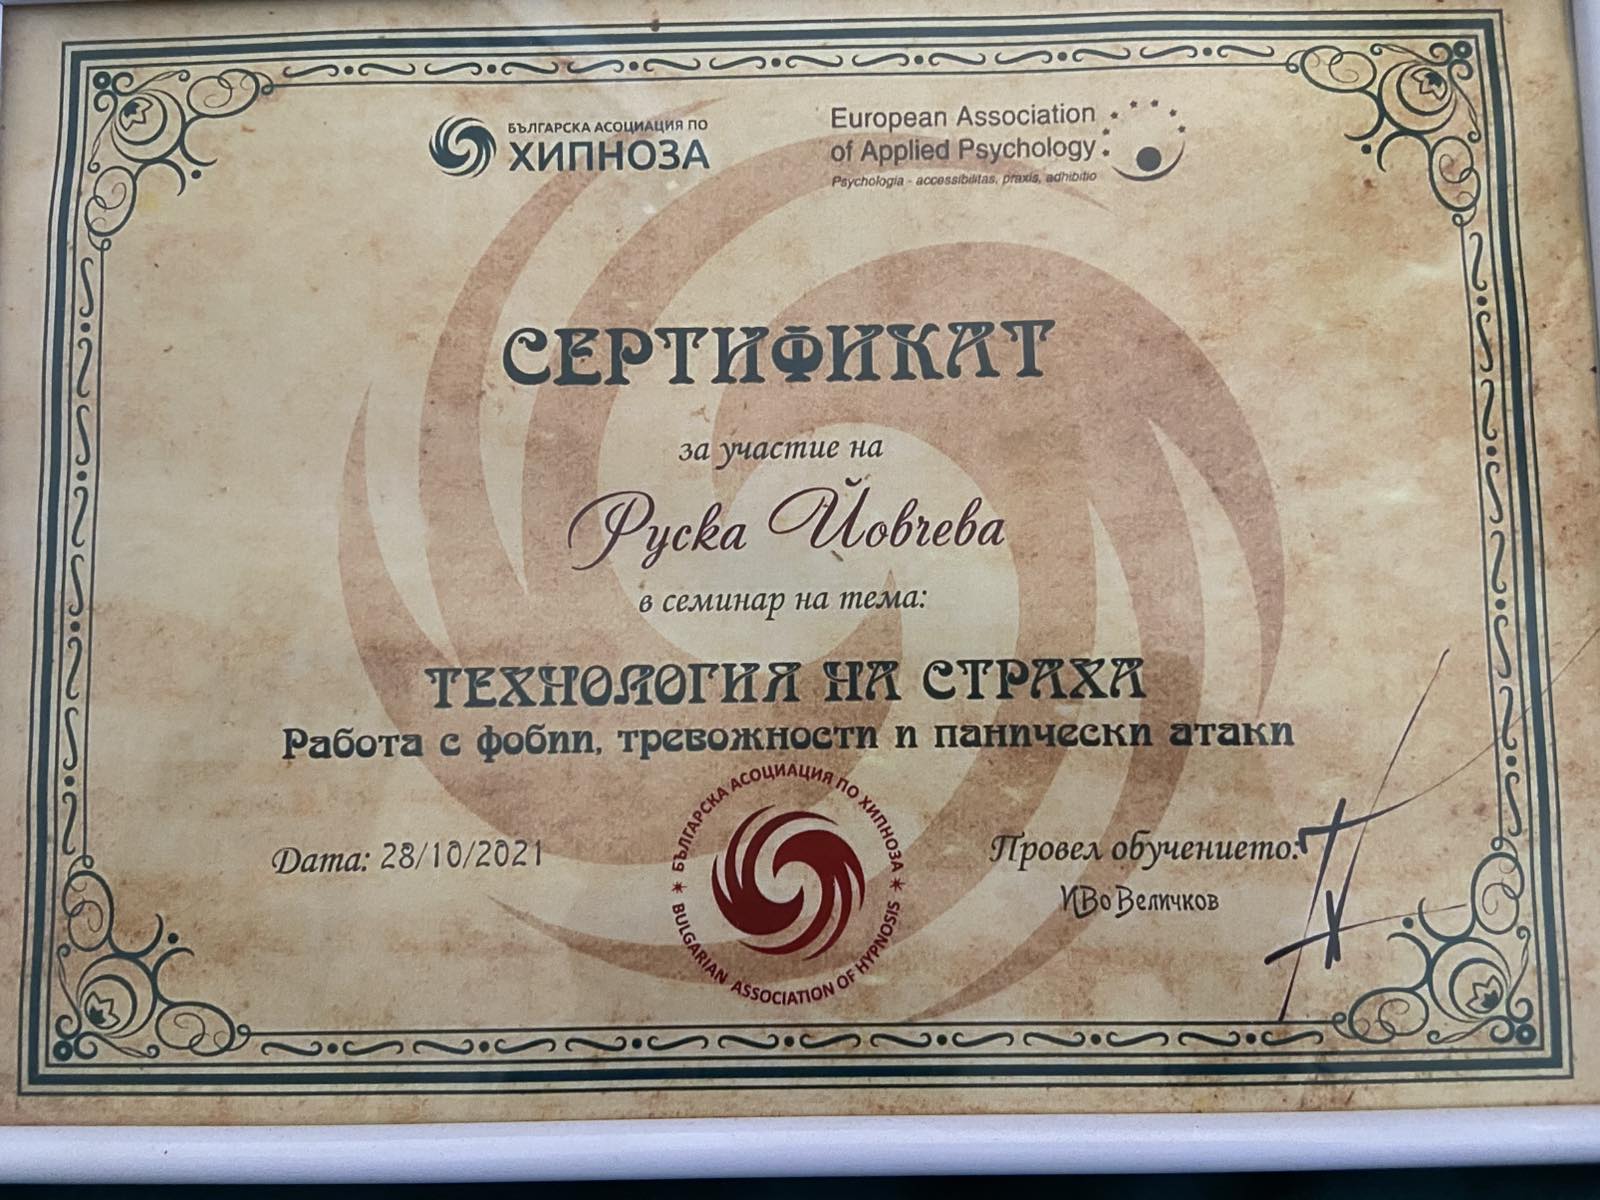 БЪЛГАРСКА АСОЦИАЦИЯ ПО
ХИПНОЗА
European Association
of Applied Psychology
Psychologia - accessibilitas, praxis, adhibitio
СЕРТИФИКАТ
за участие на
Руска Йовчева
в семинар на тема:
ТЕХНОЛОГИЯ НА СТРАХА
Работа с фобии, тревожности и панически атаки
Дата: 28/10/2021
БЪЛГАРСКА АСОЦИАЦИЯ ПО ХИПНОЗА
BULGARIAN ASSOCIATION OF HYPNOSIS
Провел обучението:
Иво Величков